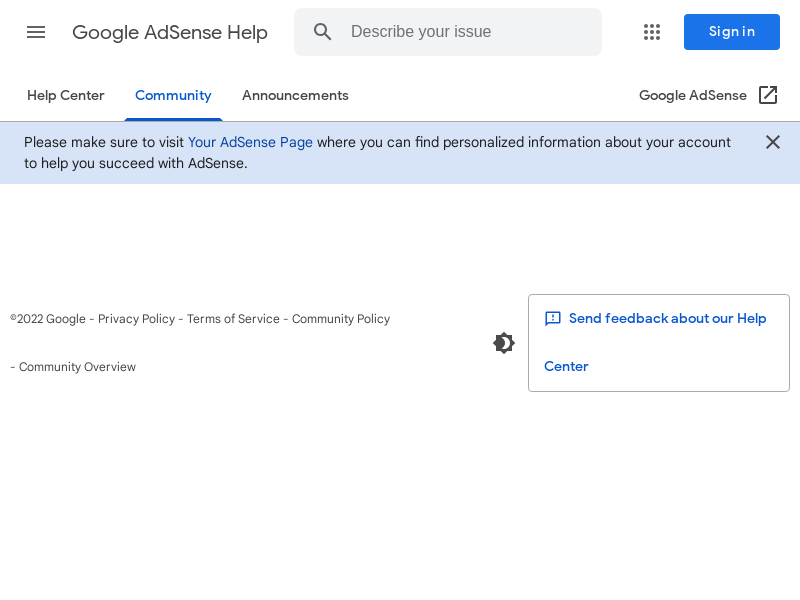 Google AdSense Help
Describe your issue
Sign in
Help Center
Community
Announcements
Google AdSense
Please make sure to visit Your AdSense Page where you can find personalized information about your account
to help you succeed with AdSense.
©2022 Google - Privacy Policy - Terms of Service - Community Policy
- Community Overview
Send feedback about our Help
Center